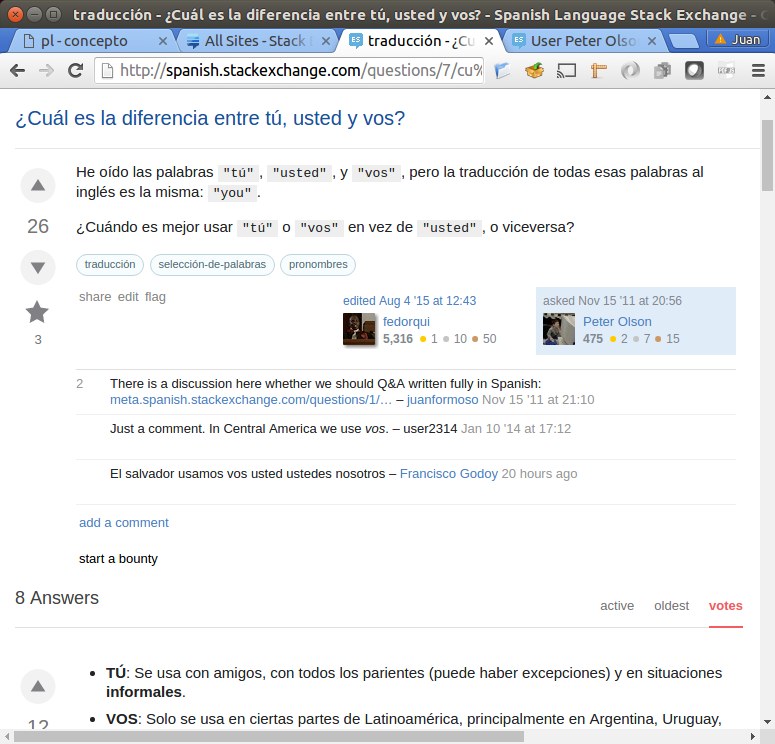 traducción - ¿Cuál es la diferencia entre tú, usted y vos? - Spanish Language Stack Exchange - 
pl - concepto
All Sites - Stack
traducción - ¿Cu
User Peter Olso
Juan
http://spanish.stackexchange.com/questions/7/cu%
¿Cuál es la diferencia entre tú, usted y vos?
He oído las palabras "tú", "usted", y "vos", pero la traducción de todas esas palabras al
inglés es la misma: "you".
26
¿Cuándo es mejor usar "tú" o "vos" en vez de "usted", o viceversa?
traducción selección-de-palabras pronombres
share edit flag
3
edited Aug 4 '15 at 12:43
fedorqui
5,316 1 10 50
asked Nov 15 '11 at 20:56
Peter Olson
475 2 7 15
2 There is a discussion here whether we should Q&A written fully in Spanish:
meta.spanish.stackexchange.com/questions/1/… – juanformoso Nov 15 '11 at 21:10
Just a comment. In Central America we use vos. – user2314 Jan 10 '14 at 17:12
El salvador usamos vos usted ustedes nosotros – Francisco Godoy 20 hours ago
add a comment
start a bounty
8 Answers
active oldest votes
• TÚ: Se usa con amigos, con todos los parientes (puede haber excepciones) y en situaciones
informales.
12
• VOS: Solo se usa en ciertas partes de Latinoamérica, principalmente en Argentina, Uruguay,